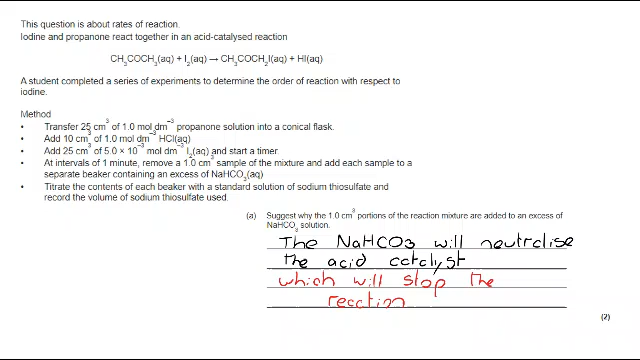 This question is about rates of reaction.
Iodine and propanone react together in an acid-catalysed reaction
CH₃COCH₃(aq) + I₂(aq) → CH₃COCH₂I(aq) + HI(aq)
A student completed a series of experiments to determine the order of reaction with respect to
iodine.
Method
• Transfer 25 cm³ of 1.0 mol dm⁻³ propanone solution into a conical flask.
• Add 10 cm³ of 1.0 mol dm⁻³ HCl(aq)
• Add 25 cm³ of 5.0 × 10⁻³ mol dm⁻³ I₂(aq) and start a timer.
• At intervals of 1 minute, remove a 1.0 cm³ sample of the mixture and add each sample to a
separate beaker containing an excess of NaHCO₃(aq)
• Titrate the contents of each beaker with a standard solution of sodium thiosulfate and
record the volume of sodium thiosulfate used.
(a) Suggest why the 1.0 cm³ portions of the reaction mixture are added to an excess of
NaHCO₃ solution.
The NaHCO3 will neutralise
the acid catalyst
which will stop the
reaction
(2)